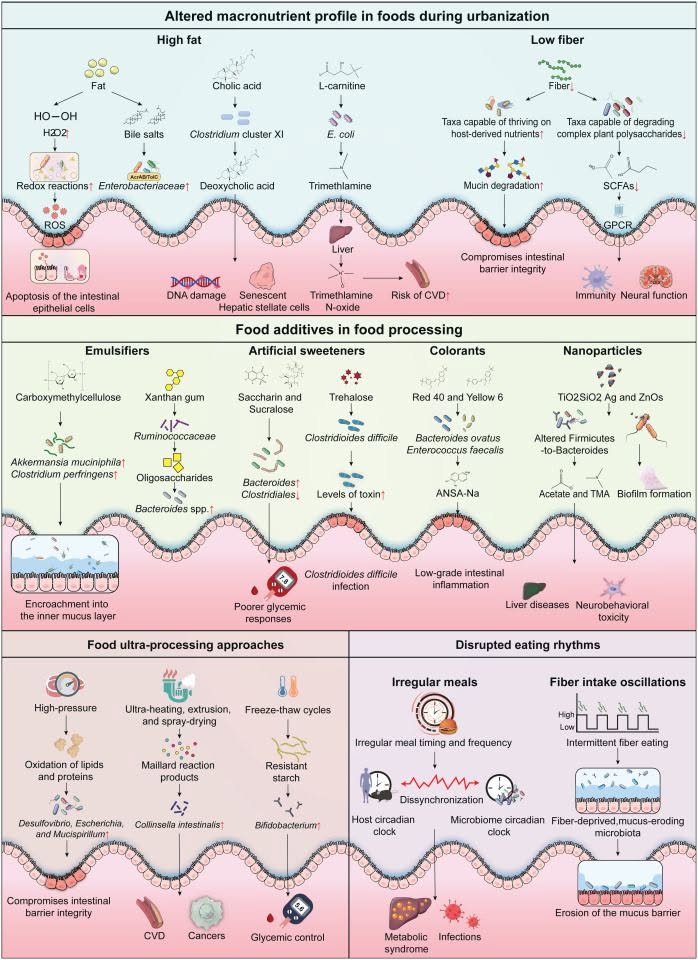 Altered macronutrient profile in foods during urbanization
High fat
Low fiber
Fat
Cholic acid
L-carnitine
Fiber↓
HO—OH
H2O2↑
Bile salts
Clostridium cluster XI
E. coli
Taxa capable of thriving on
host-derived nutrients↑
Taxa capable of degrading
complex plant polysaccharides↓
AcrAB/TolC
Redox reactions↑
Enterobacteriaceae↑
Deoxycholic acid
Trimethlamine
Mucin degradation↑
SCFAs↓
ROS
GPCR
Liver
Compromises intestinal
barrier integrity
Apoptosis of the intestinal
epithelial cells
DNA damage
Senescent
Hepatic stellate cells
Trimethlamine
N-oxide
Risk of CVD↑
Immunity
Neural function
Food additives in food processing
Emulsifiers
Artificial sweeteners
Colorants
Nanoparticles
Carboxymethylcellulose
Xanthan gum
Saccharin and
Sucralose
Trehalose
Red 40 and Yellow 6
TiO2SiO2 Ag and ZnOs
Ruminococcaceae
Clostridioides difficile
Bacteroides ovatus
Enterococcus faecalis
Altered Firmicutes
-to-Bacteroides
Akkermansia muciniphila↑
Clostridium perfringens↑
Oligosaccharides
Bacteroides spp.↑
Bacteroides↑
Clostridiales↓
Levels of toxin↑
ANSA-Na
Acetate and TMA
Biofilm formation
7.8
Encroachment into
the inner mucus layer
Poorer glycemic
responses
Clostridioides difficile
infection
Low-grade intestinal
inflammation
Liver diseases
Neurobehavioral
toxicity
Food ultra-processing approaches
High-pressure
Ultra-heating, extrusion,
and spray-drying
Freeze-thaw cycles
Oxidation of lipids
and proteins
Maillard reaction
products
Resistant
starch
Desulfovibrio, Escherichia,
and Mucispirillum↑
Collinsella intestinalis↑
Bifidobacterium↑
Compromises intestinal
barrier integrity
CVD
Cancers
5.6
Glycemic control
Disrupted eating rhythms
Irregular meals
Fiber intake oscillations
High
Low
Irregular meal timing and frequency
Intermittent fiber eating
Dissynchronization
Host circadian
clock
Microbiome circadian
clock
Fiber-deprived,mucus-eroding
microbiota
Metabolic
syndrome
Infections
Erosion of the mucus barrier